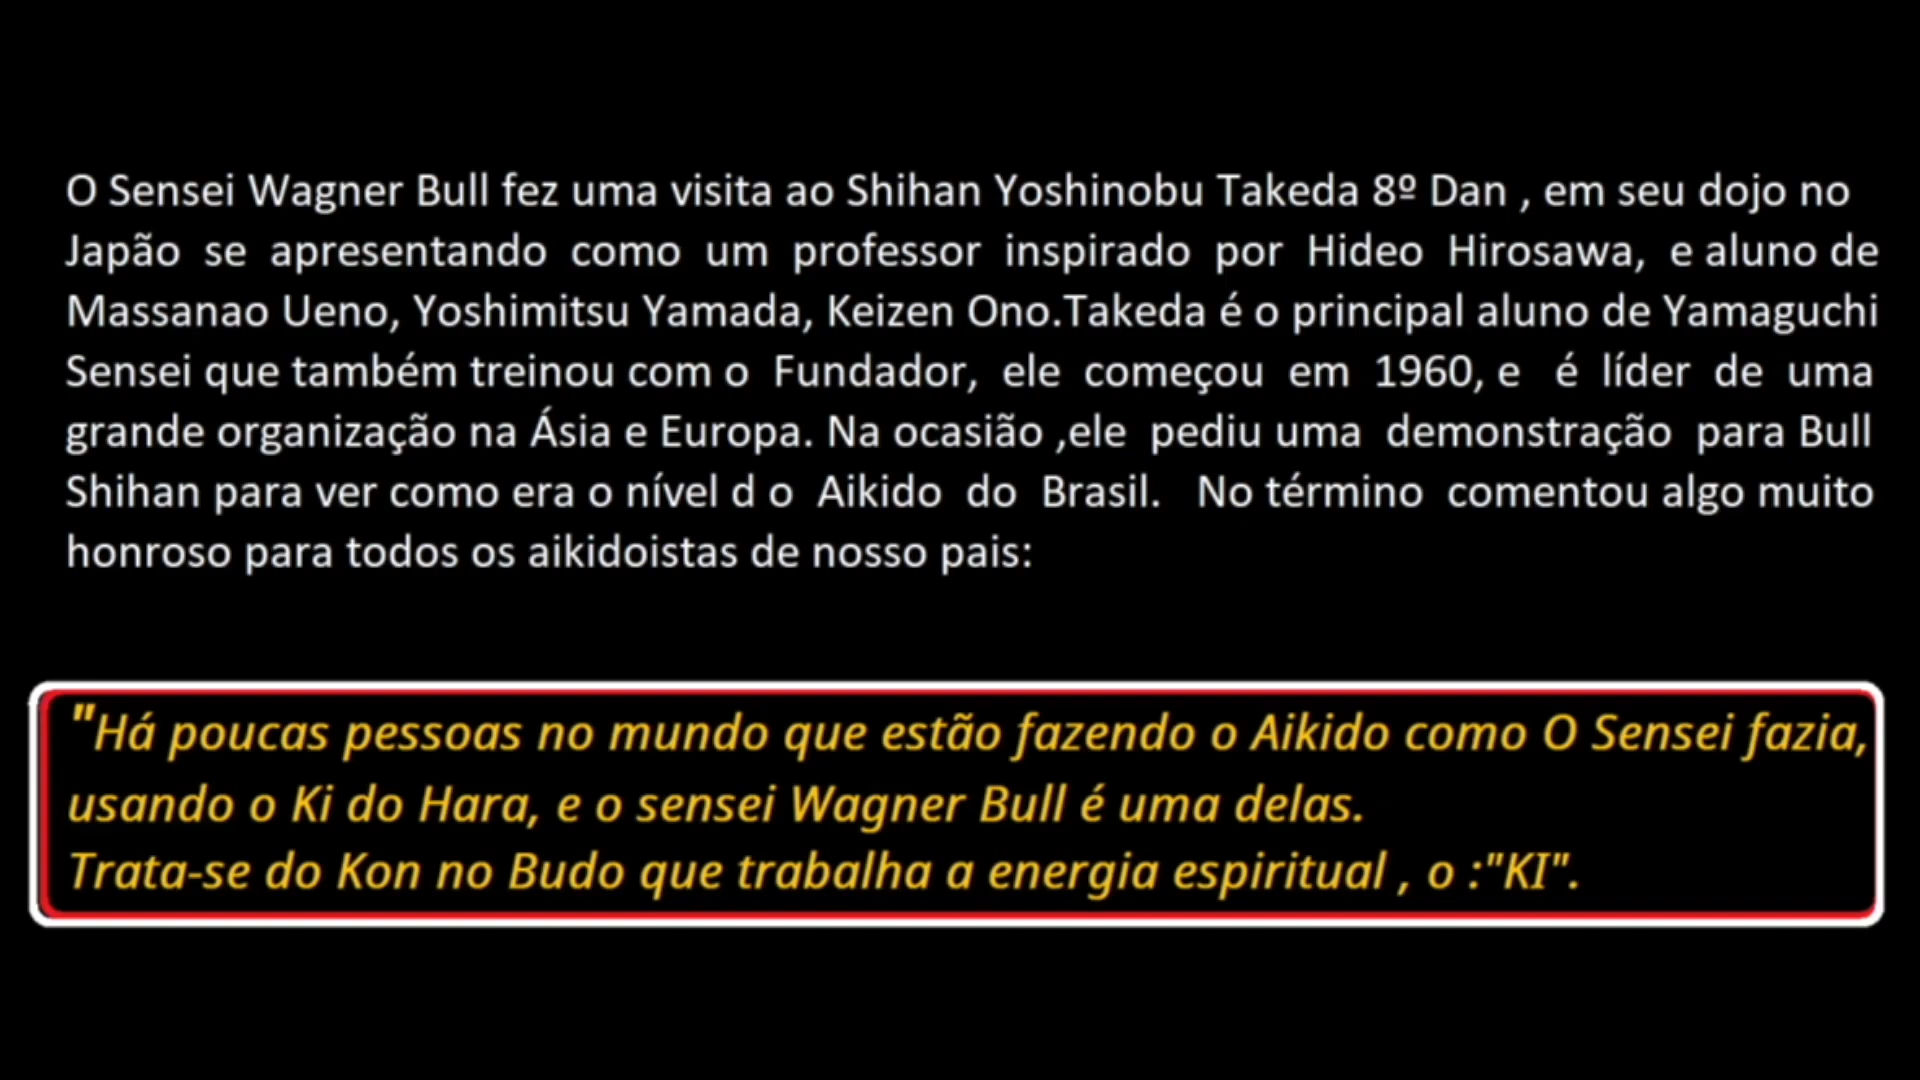 O Sensei Wagner Bull fez uma visita ao Shihan Yoshinobu Takeda 8º Dan , em seu dojo no
Japão se apresentando como um professor inspirado por Hideo Hirosawa, e aluno de
Massanao Ueno, Yoshimitsu Yamada, Keizen Ono.Takeda é o principal aluno de Yamaguchi
Sensei que também treinou com o Fundador, ele começou em 1960, e é líder de uma
grande organização na Ásia e Europa. Na ocasião ,ele pediu uma demonstração para Bull
Shihan para ver como era o nível d o Aikido do Brasil. No término comentou algo muito
honroso para todos os aikidoistas de nosso pais:
"Há poucas pessoas no mundo que estão fazendo o Aikido como O Sensei fazia,
usando o Ki do Hara, e o sensei Wagner Bull é uma delas.
Trata-se do Kon no Budo que trabalha a energia espiritual , o :"KI".